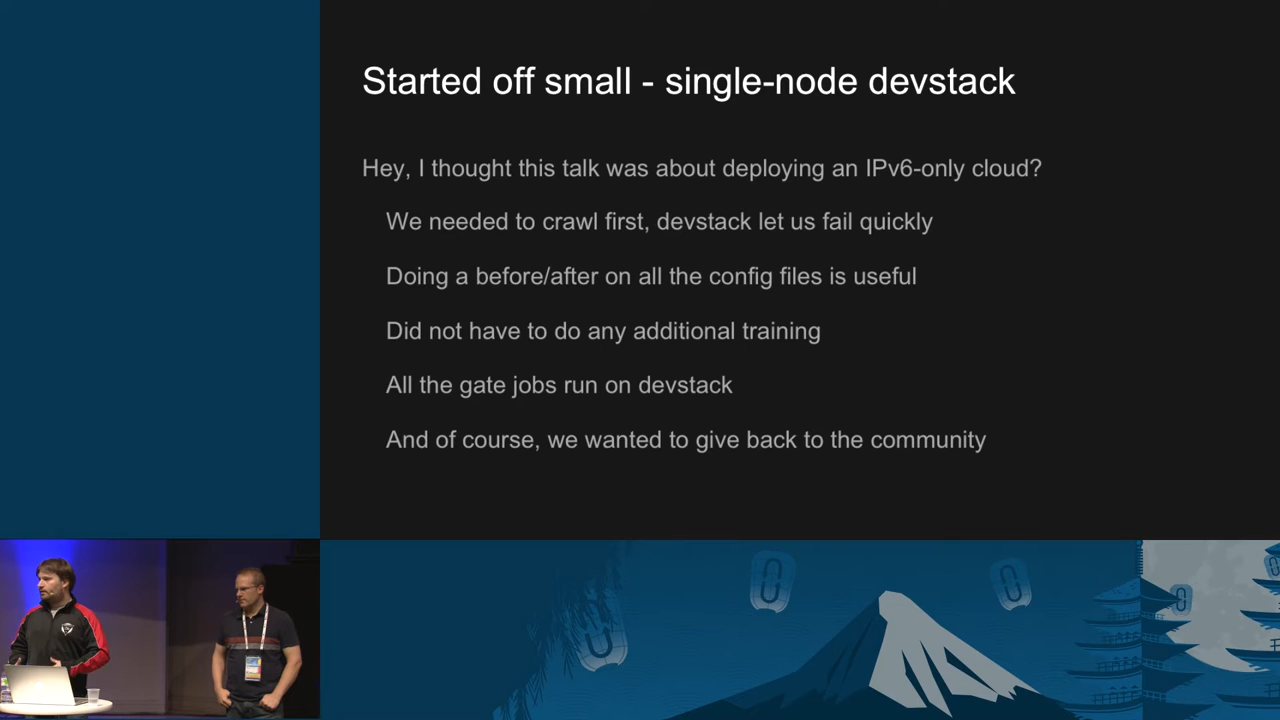 Started off small - single-node devstack
Hey, I thought this talk was about deploying an IPv6-only cloud?
We needed to crawl first, devstack let us fail quickly
Doing a before/after on all the config files is useful
Did not have to do any additional training
All the gate jobs run on devstack
And of course, we wanted to give back to the community